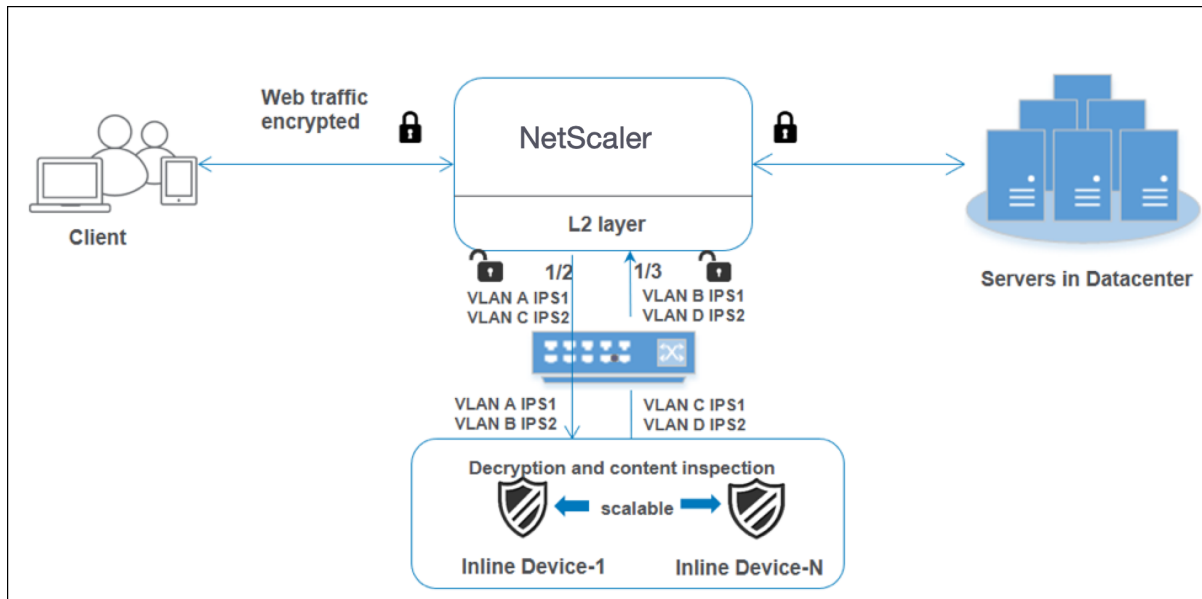 Web traffic
encrypted
NetScaler
L2 layer
Client
Servers in Datacenter
1/2
1/3
VLAN A IPS1
VLAN C IPS2
VLAN B IPS1
VLAN D IPS2
VLAN A IPS1
VLAN B IPS2
VLAN C IPS1
VLAN D IPS2
Decryption and content inspection
scalable
Inline Device-1
Inline Device-N